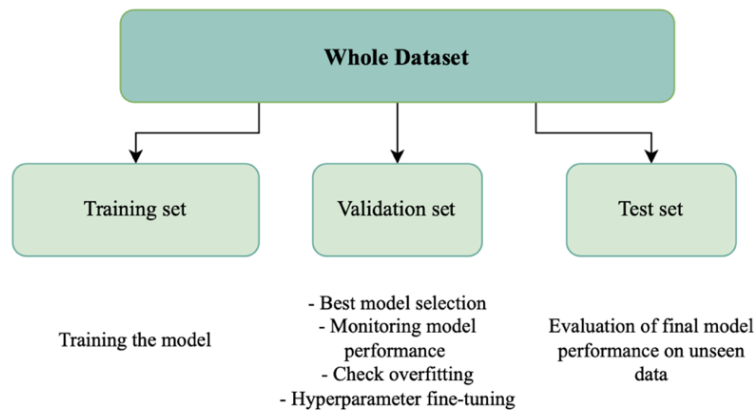 Whole Dataset
Training set
Validation set
Test set
Training the model
- Best model selection
- Monitoring model
performance
- Check overfitting
- Hyperparameter fine-tuning
Evaluation of final model
performance on unseen
data